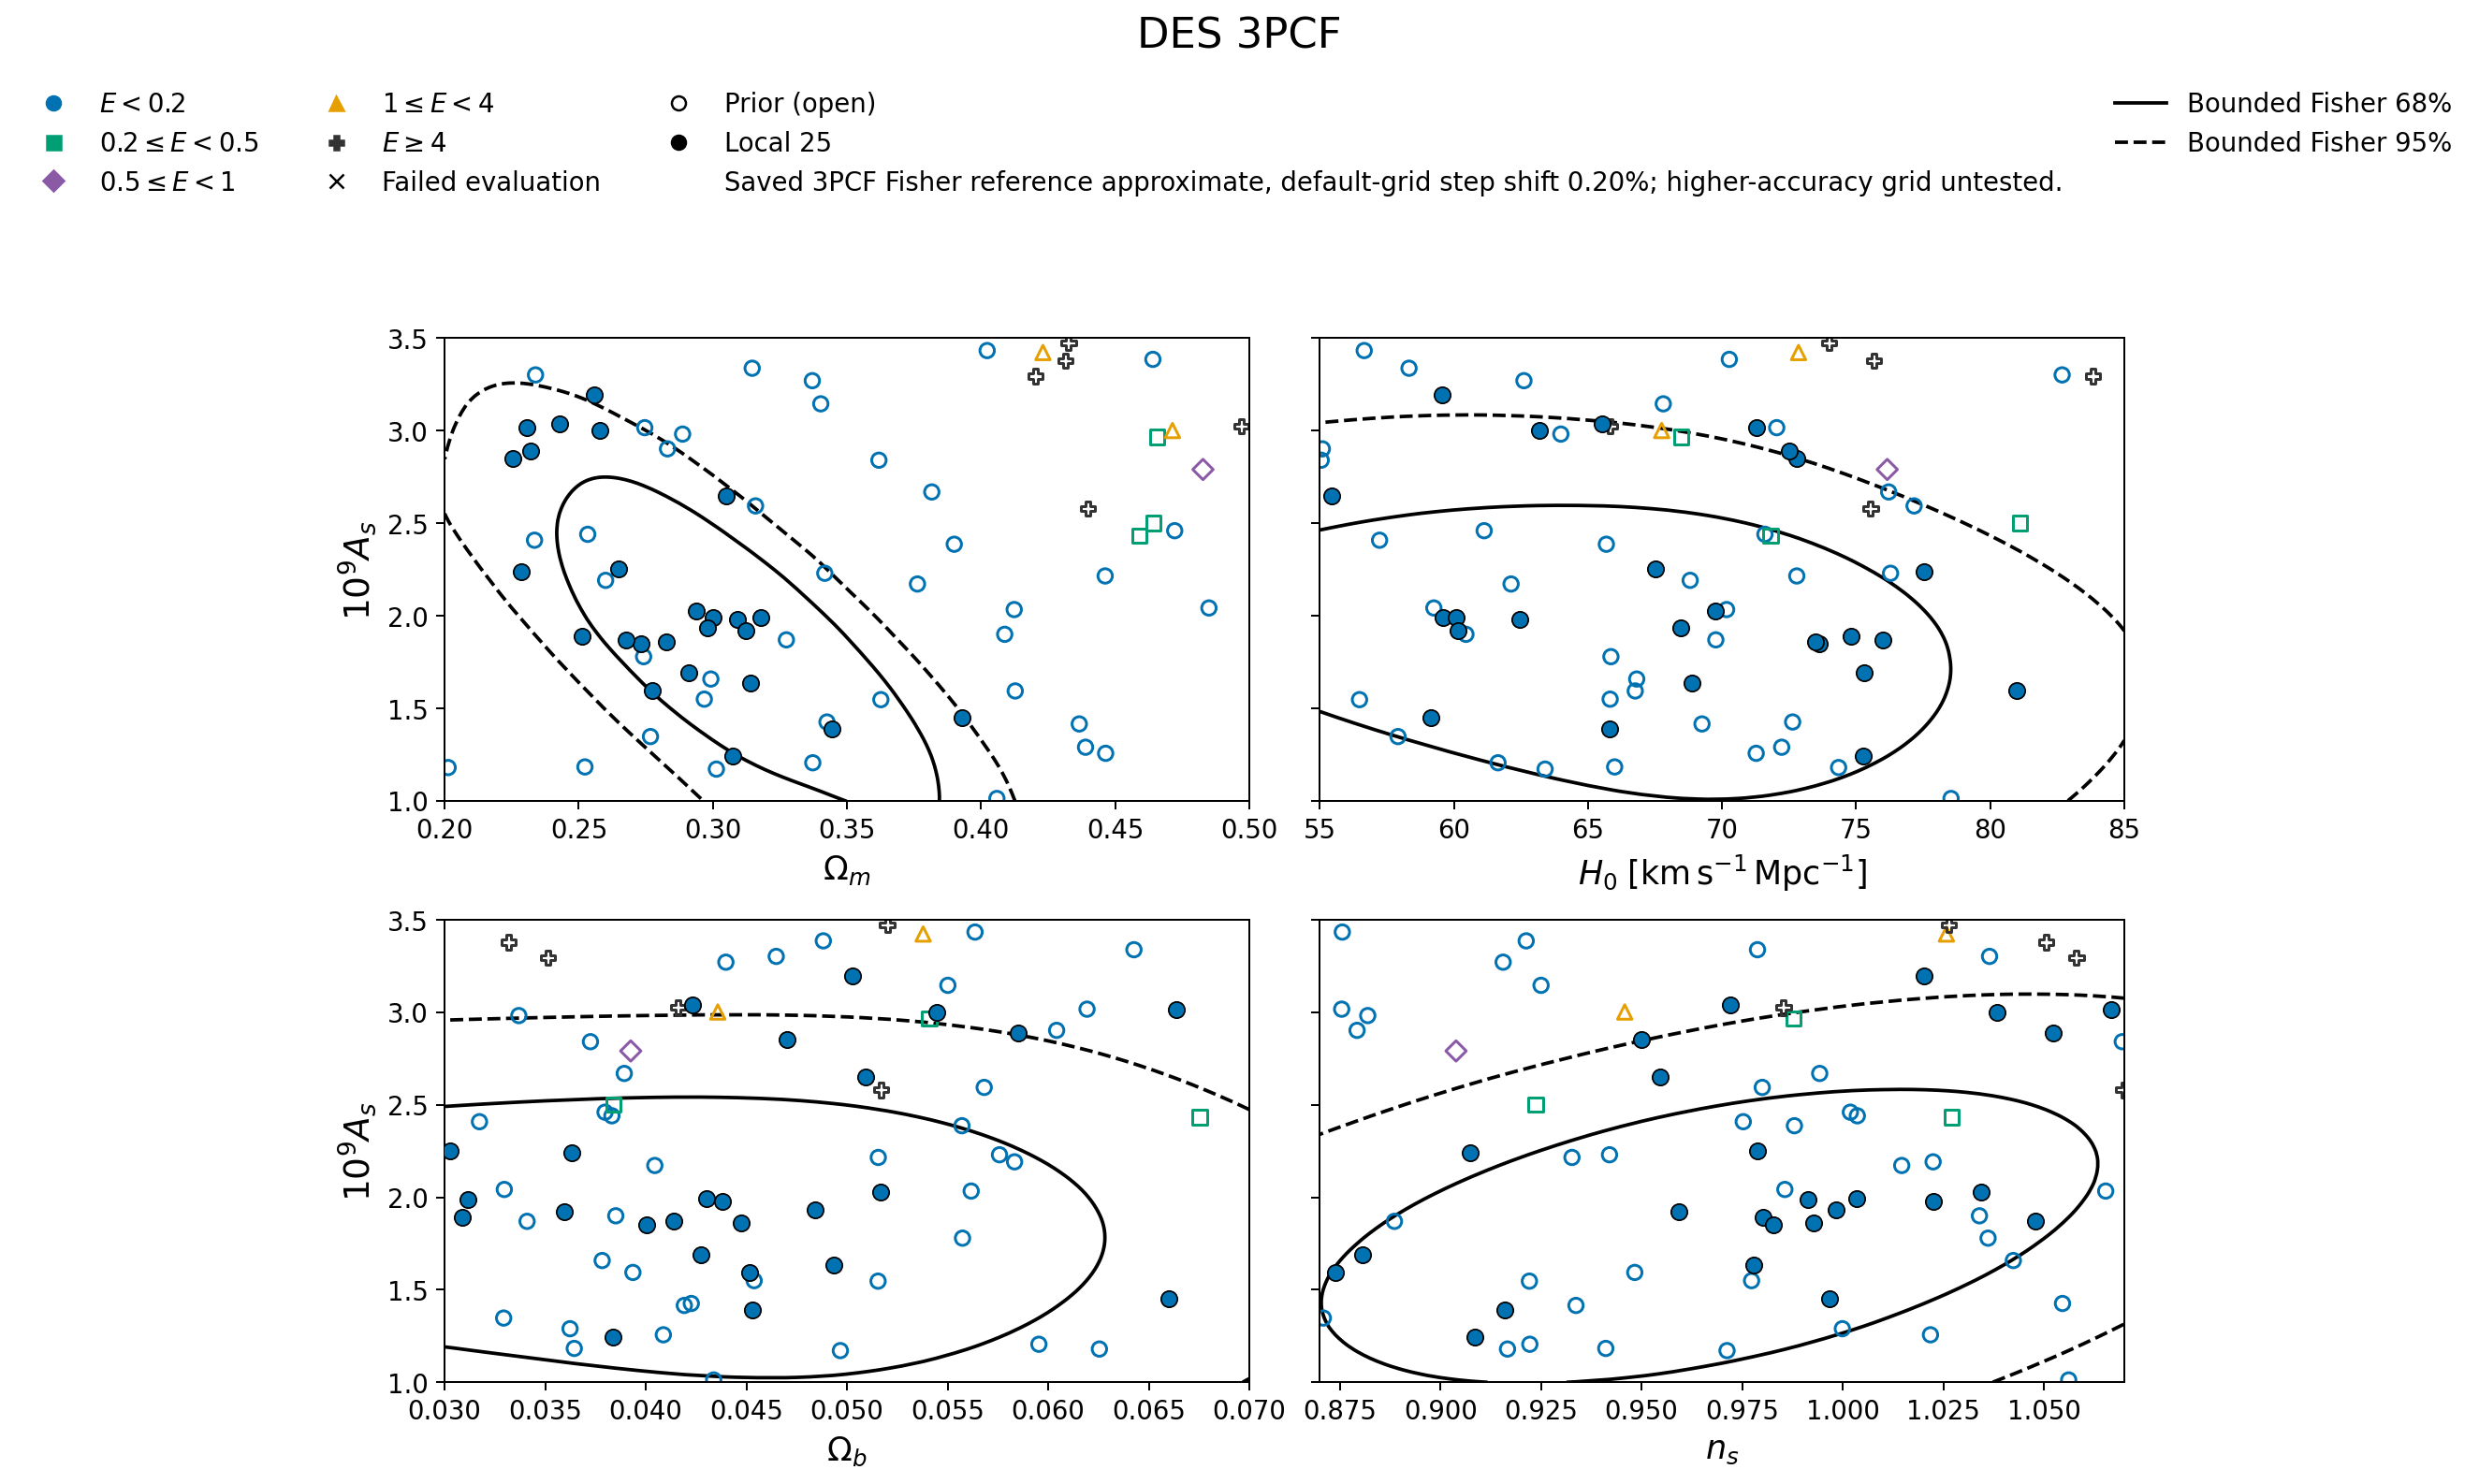 DES 3PCF
E < 0.2
0.2 ≤ E < 0.5
0.5 ≤ E < 1
1 ≤ E < 4
E ≥ 4
Failed evaluation
Prior (open)
Local 25
Saved 3PCF Fisher reference approximate, default-grid step shift 0.20%; higher-accuracy grid untested.
Bounded Fisher 68%
Bounded Fisher 95%
3.5
3.0
2.5
2.0
1.5
1.0
10⁹Aₛ
0.20 0.25 0.30 0.35 0.40 0.45 0.50
Ωₘ
55 60 65 70 75 80 85
H₀ [km s⁻¹ Mpc⁻¹]
3.5
3.0
2.5
2.0
1.5
1.0
10⁹Aₛ
0.030 0.035 0.040 0.045 0.050 0.055 0.060 0.065 0.070
Ω_b
0.875 0.900 0.925 0.950 0.975 1.000 1.025 1.050
nₛ